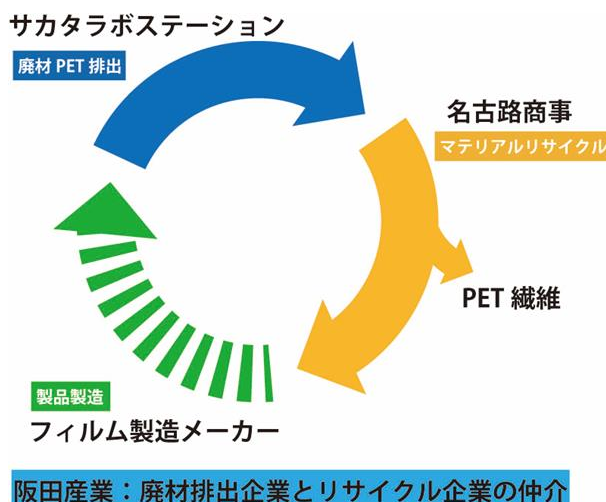 サカタラボステーション
廃材 PET 排出
名古路商事
マテリアルリサイクル
PET 繊維
製品製造
フィルム製造メーカー
阪田産業：廃材排出企業とリサイクル企業の仲介